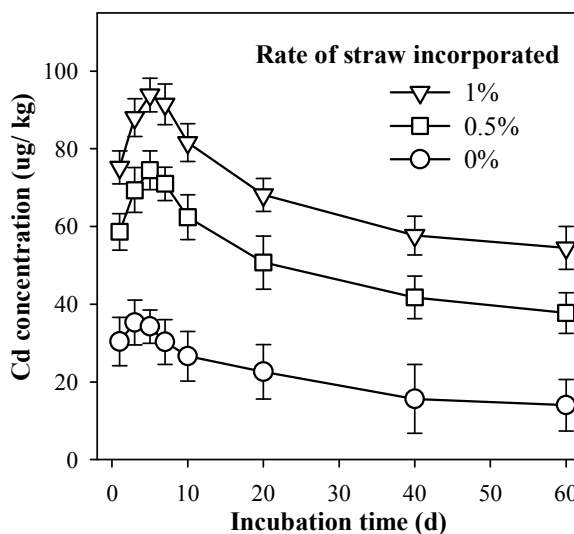 Rate of straw incorporated
1%
0.5%
0%
Cd concentration (ug/ kg)
100
80
60
40
20
0
0 10 20 30 40 50 60
Incubation time (d)